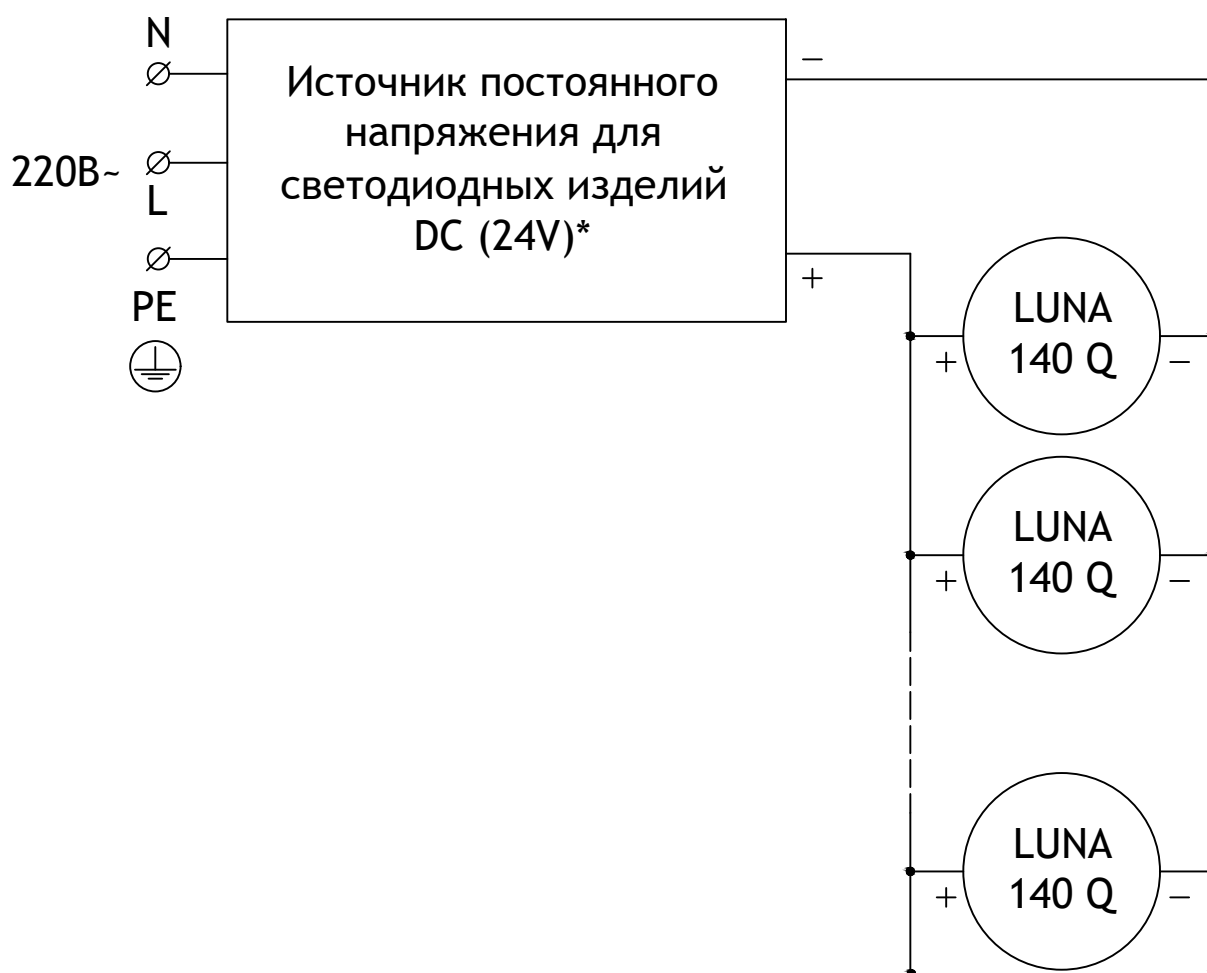 N
Источник постоянного
напряжения для
светодиодных изделий
DC (24V)*
220В~
L
PE
−
+
LUNA
140 Q
+
−
LUNA
140 Q
+
−
LUNA
140 Q
+
−